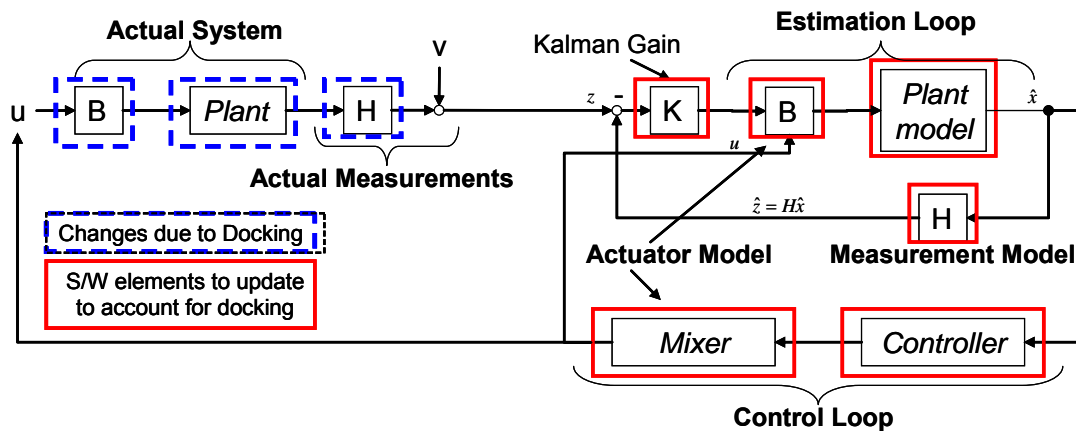 Actual System
Estimation Loop
Kalman Gain
v
u
B
Plant
H
z
-
K
B
Plant
model
x̂
u
Actual Measurements
ẑ = Hx̂
H
Changes due to Docking
Actuator Model
Measurement Model
S/W elements to update
to account for docking
Mixer
Controller
Control Loop